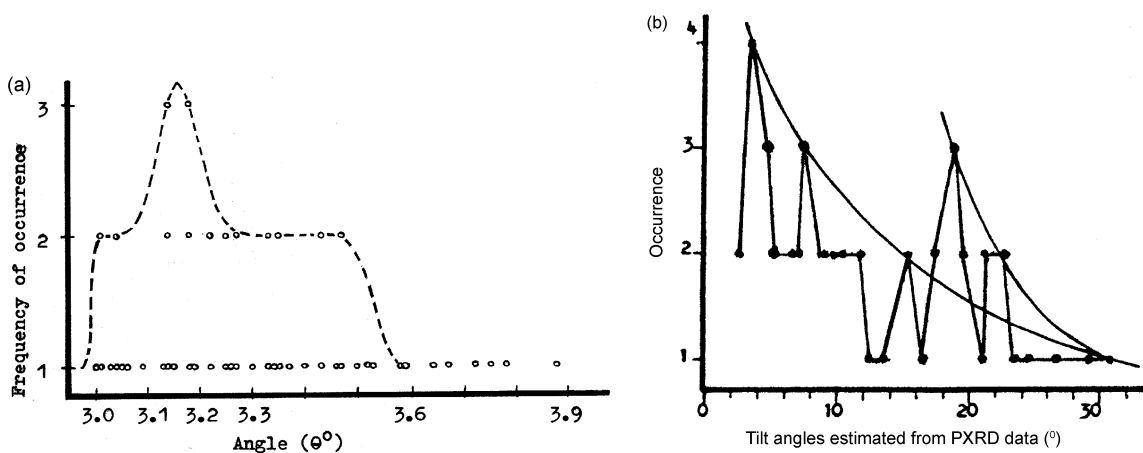 (a)
Frequency of occurrence
3
2
1
3.0 3.1 3.2 3.3 3.6 3.9
Angle (θ°)
(b)
Occurrence
4
3
2
1
0 10 20 30
Tilt angles estimated from PXRD data (⁰)